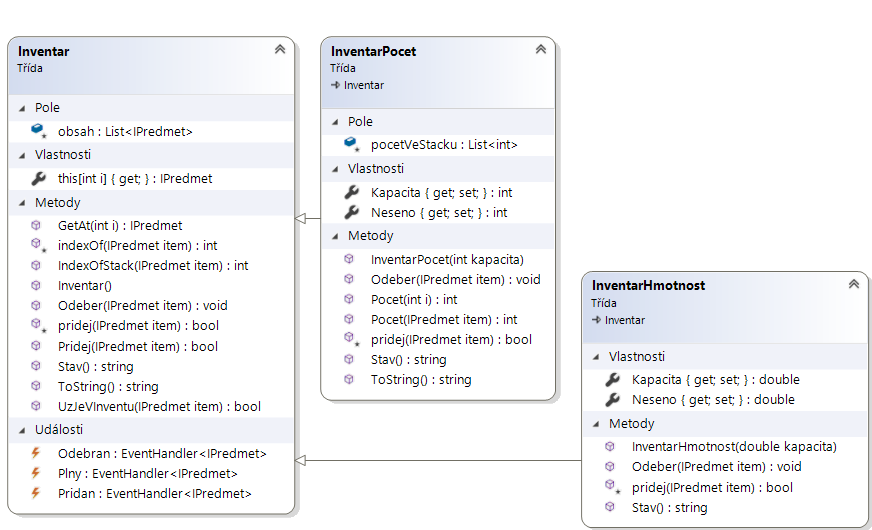 Inventar
Třída
Pole
obsah : List<IPredmet>
Vlastnosti
this[int i] { get; } : IPredmet
Metody
GetAt(int i) : IPredmet
indexOf(IPredmet item) : int
IndexOfStack(IPredmet item) : int
Inventar()
Odeber(IPredmet item) : void
pridej(IPredmet item) : bool
Pridej(IPredmet item) : bool
Stav() : string
ToString() : string
UzJeVInventu(IPredmet item) : bool
Události
Odebran : EventHandler<IPredmet>
Plny : EventHandler<IPredmet>
Pridan : EventHandler<IPredmet>
InventarPocet
Třída
Inventar
Pole
pocetVeStacku : List<int>
Vlastnosti
Kapacita { get; set; } : int
Neseno { get; set; } : int
Metody
InventarPocet(int kapacita)
Odeber(IPredmet item) : void
Pocet(int i) : int
Pocet(IPredmet item) : int
pridej(IPredmet item) : bool
Stav() : string
ToString() : string
InventarHmotnost
Třída
Inventar
Vlastnosti
Kapacita { get; set; } : double
Neseno { get; set; } : double
Metody
InventarHmotnost(double kapacita)
Odeber(IPredmet item) : void
pridej(IPredmet item) : bool
Stav() : string